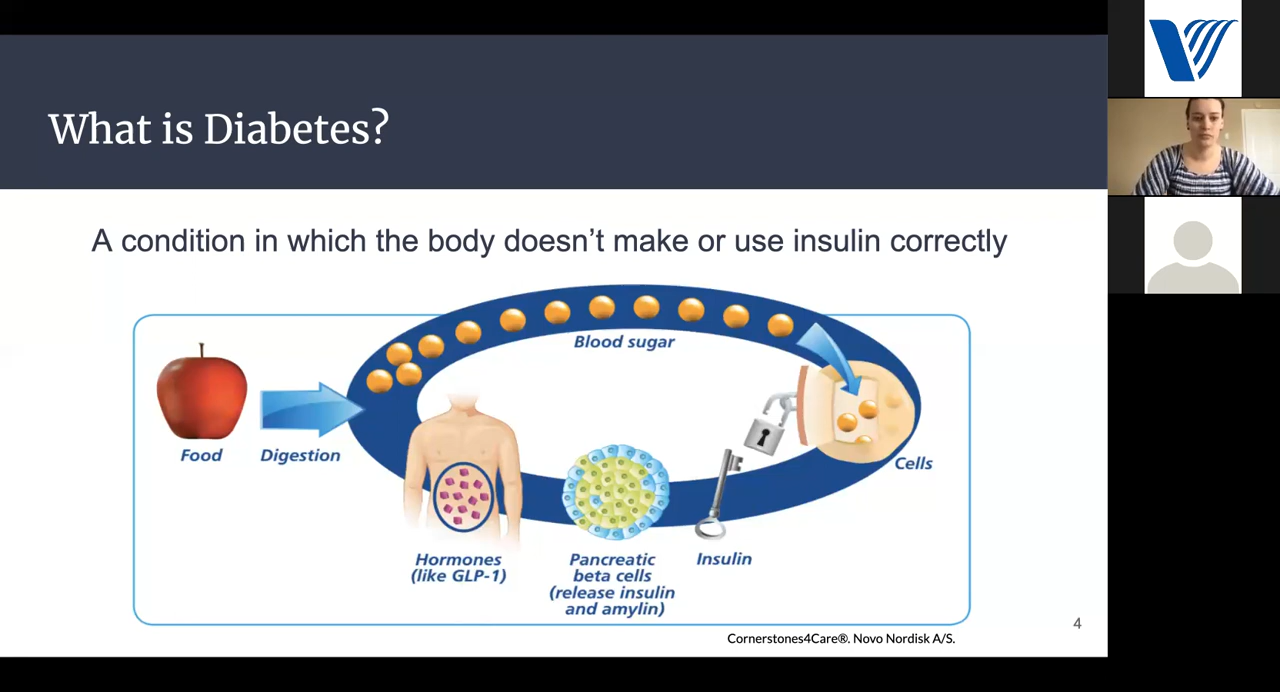 What is Diabetes?
A condition in which the body doesn't make or use insulin correctly
Blood sugar
Food
Digestion
Cells
Hormones
(like GLP-1)
Pancreatic
beta cells
(release insulin
and amylin)
Insulin
4
Cornerstones4Care®. Novo Nordisk A/S.